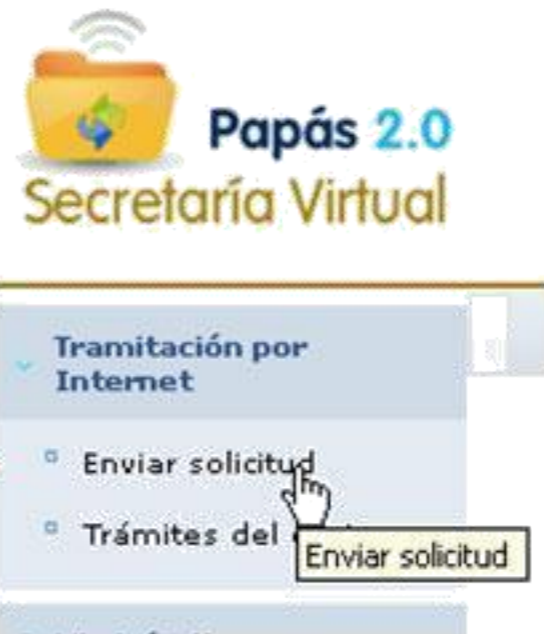 Papás 2.0
Secretaría Virtual
Tramitación por
Internet
Enviar solicitud
Trámites del
Enviar solicitud